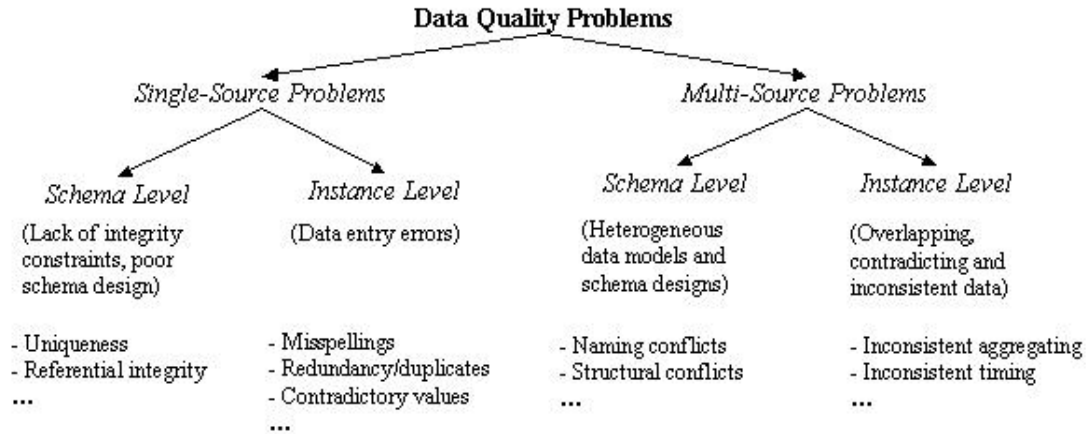 Data Quality Problems
Single-Source Problems
Multi-Source Problems
Schema Level
Instance Level
Schema Level
Instance Level
(Lack of integrity
constraints, poor
schema design)
(Data entry errors)
(Heterogeneous
data models and
schema designs)
(Overlapping,
contradicting and
inconsistent data)
- Uniqueness
- Referential integrity
...
- Misspellings
- Redundancy/duplicates
- Contradictory values
...
- Naming conflicts
- Structural conflicts
...
- Inconsistent aggregating
- Inconsistent timing
...